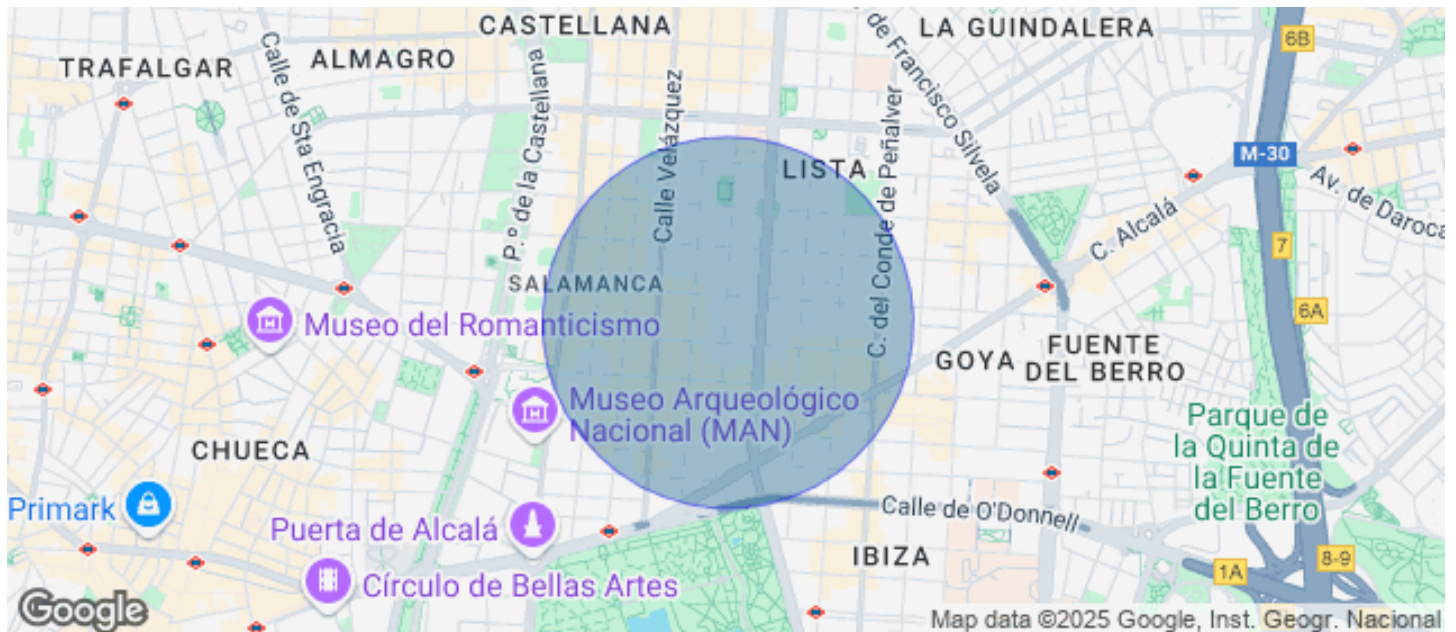 CASTELLANA
LA GUINDALERA
6B
TRAFALGAR
ALMAGRO
Calle de Sta Engracia
P.º de la Castellana
Calle Velázquez
de Francisco Silvela
C. del Conde de Peñalver
LISTA
M-30
Av. de Daroca
C. Alcalá
7
SALAMANCA
6A
Museo del Romanticismo
GOYA
FUENTE
DEL BERRO
Museo Arqueológico
Nacional (MAN)
Parque de
la Quinta de
la Fuente
del Berro
CHUECA
Primark
Puerta de Alcalá
Calle de O'Donnell
IBIZA
8-9
1A
Círculo de Bellas Artes
Google
Map data ©2025 Google, Inst. Geogr. Nacional